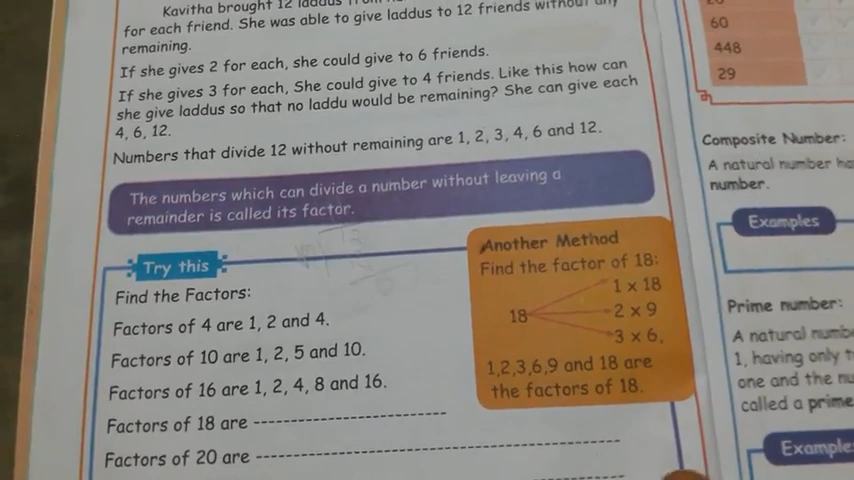 Kavitha brought 12 laddus
for each friend. She was able to give laddus to 12 friends without any
remaining.
If she gives 2 for each, she could give to 6 friends.
If she gives 3 for each, She could give to 4 friends. Like this how can
she give laddus so that no laddu would be remaining? She can give each
4, 6, 12.
Numbers that divide 12 without remaining are 1, 2, 3, 4, 6 and 12.
The numbers which can divide a number without leaving a
remainder is called its factor.
Try this
Find the Factors:
Factors of 4 are 1, 2 and 4.
Factors of 10 are 1, 2, 5 and 10.
Factors of 16 are 1, 2, 4, 8 and 16.
Factors of 18 are
Factors of 20 are
Another Method
Find the factor of 18:
1 x 18
18 2 x 9
3 x 6,
1,2,3,6,9 and 18 are
the factors of 18.
60
448
29
Composite Number:
A natural number
number.
Examples
Prime number:
A natural
1, having only
one and the
called a prime